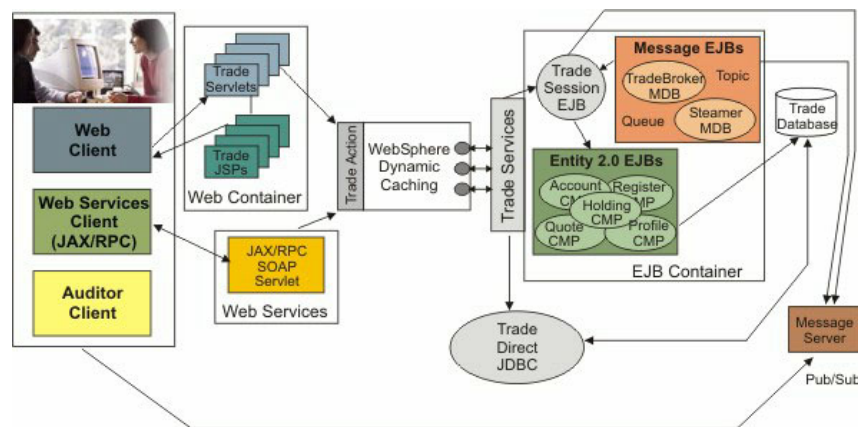 Web
Client
Web Services
Client
(JAX/RPC)
Auditor
Client
Trade
Servlets
Trade
JSPs
Web Container
JAX/RPC
SOAP
Servlet
Web Services
Trade Action
WebSphere
Dynamic
Caching
Trade Services
Trade
Session
EJB
Message EJBs
TradeBroker
MDB
Topic
Queue
Steamer
MDB
Entity 2.0 EJBs
Account
CM
Register
MP
Holding
CMP
Quote
CMP
Profile
CMP
EJB Container
Trade
Direct
JDBC
Trade
Database
Message
Server
Pub/Sub